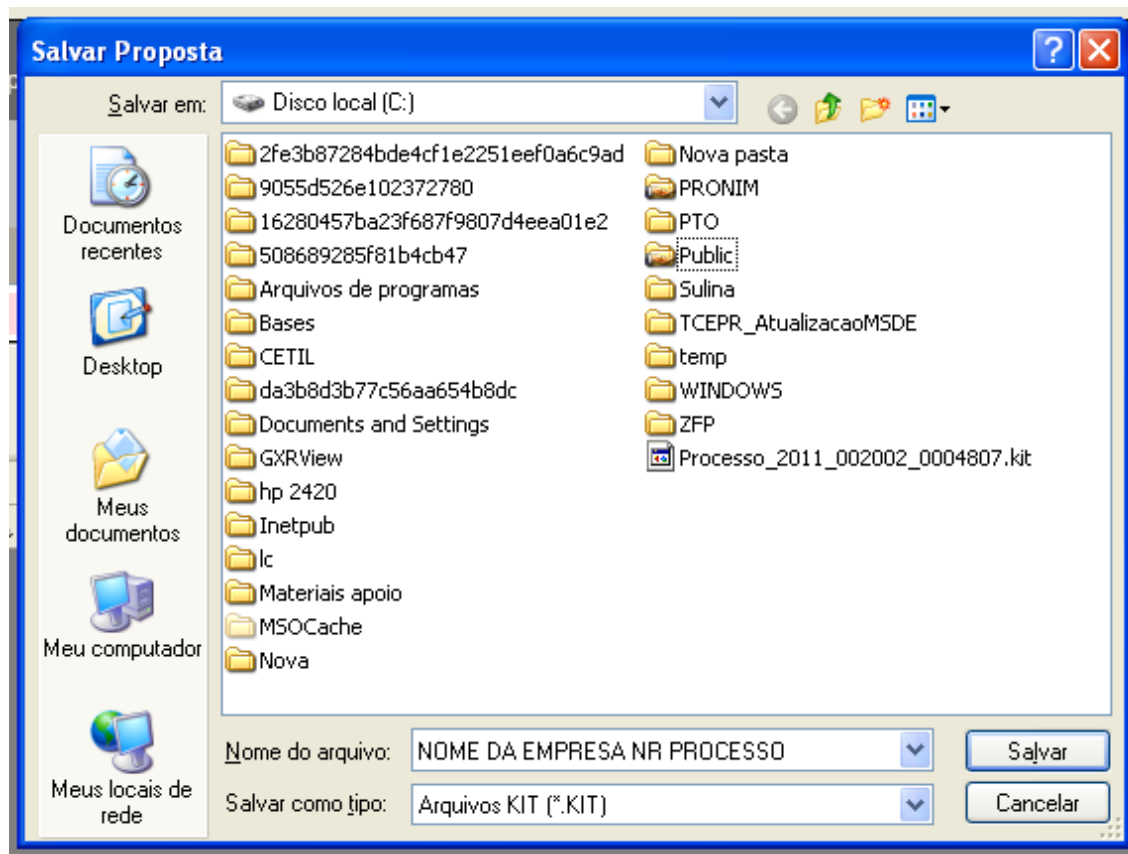 Salvar Proposta
Salvar em:
Disco local (C:)
Documentos
recentes
Desktop
Meus
documentos
Meu computador
Meus locais de
rede
2fe3b87284bde4cf1e2251eef0a6c9ad
9055d526e102372780
16280457ba23f687f9807d4eea01e2
508689285f81b4cb47
Arquivos de programas
Bases
CETIL
da3b8d3b77c56aa654b8dc
Documents and Settings
GXRView
hp 2420
Inetpub
lc
Materiais apoio
MSOCache
Nova
Nova pasta
PRONIM
PTO
Public
Sulina
TCEPR_AtualizacaoMSDE
temp
WINDOWS
ZFP
Processo_2011_002002_0004807.kit
Nome do arquivo:
NOME DA EMPRESA NR PROCESSO
Salvar
Salvar como tipo:
Arquivos KIT (*.KIT)
Cancelar